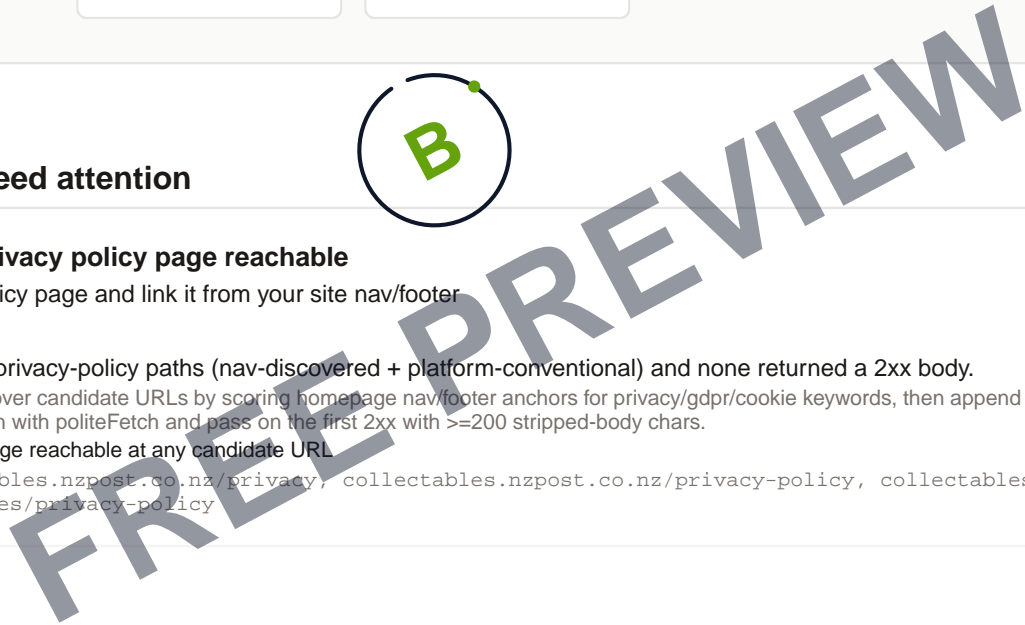 B
eed attention
ivacy policy page reachable
icy page and link it from your site nav/footer
privacy-policy paths (nav-discovered + platform-conventional) and none returned a 2xx body.
over candidate URLs by scoring homepage nav/footer anchors for privacy/gdpr/cookie keywords, then append
n with politeFetch and pass on the first 2xx with >=200 stripped-body chars.
ge reachable at any candidate URL
bles.nzpost.co.nz/privacy, collectables.nzpost.co.nz/privacy-policy, collectables
es/privacy-policy
FREE PREVIEW